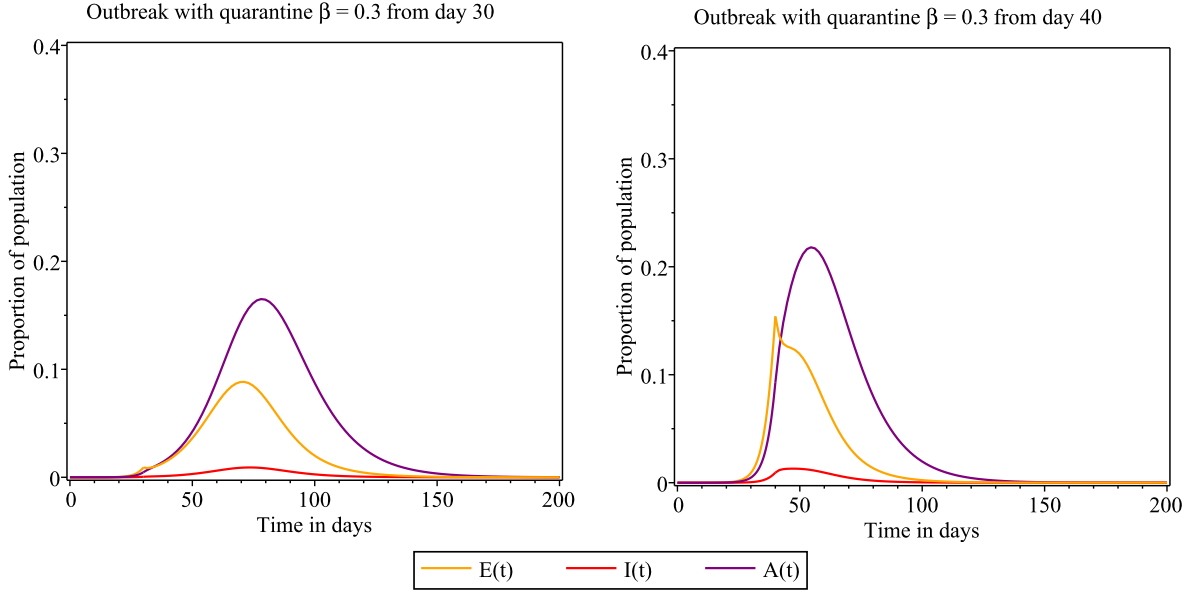 Outbreak with quarantine β = 0.3 from day 30
0.4
0.3
0.2
0.1
0
Proportion of population
0
50
100
150
200
Time in days
Outbreak with quarantine β = 0.3 from day 40
0.4
0.3
0.2
0.1
0
Proportion of population
0
50
100
150
200
Time in days
E(t) I(t) A(t)